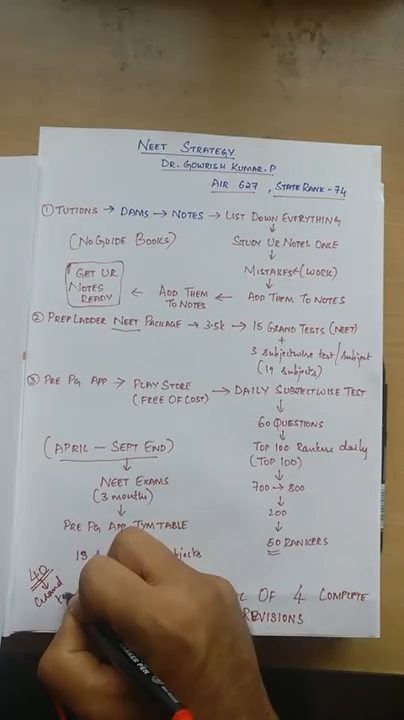 NEET STRATEGY
DR. GOWRISH KUMAR.P
AIR 627, STATE RANK-74
① TUTIONS → DAMS → NOTES → LIST DOWN EVERYTHING
↓
(NO GUIDE BOOKS) STUDY UR NOTES ONCE
↓
MISTAKES (WORK)
↓
GET UR NOTES READY ← ADD THEM TO NOTES ← ADD THEM TO NOTES
② PREPLADDER NEET PACKAGE → 3.5k → 15 GRAND TESTS (NEET)
+
3 subjectwise test/subject
(19 subjects)
③ PRE PG APP → PLAY STORE → DAILY SUBJECTWISE TEST
(FREE OF COST)
↓
60 QUESTIONS
↓
(APRIL - SEPT END) TOP 100 Rankers daily
(TOP 100)
↓
NEET EXAMS 700 → 800
(3 months) ↓
↓ 200
PRE PG APP TYM TABLE ↓
↓ 50 RANKERS
19
40
↓
Grand
OF 4 COMPLETE
REVISIONS